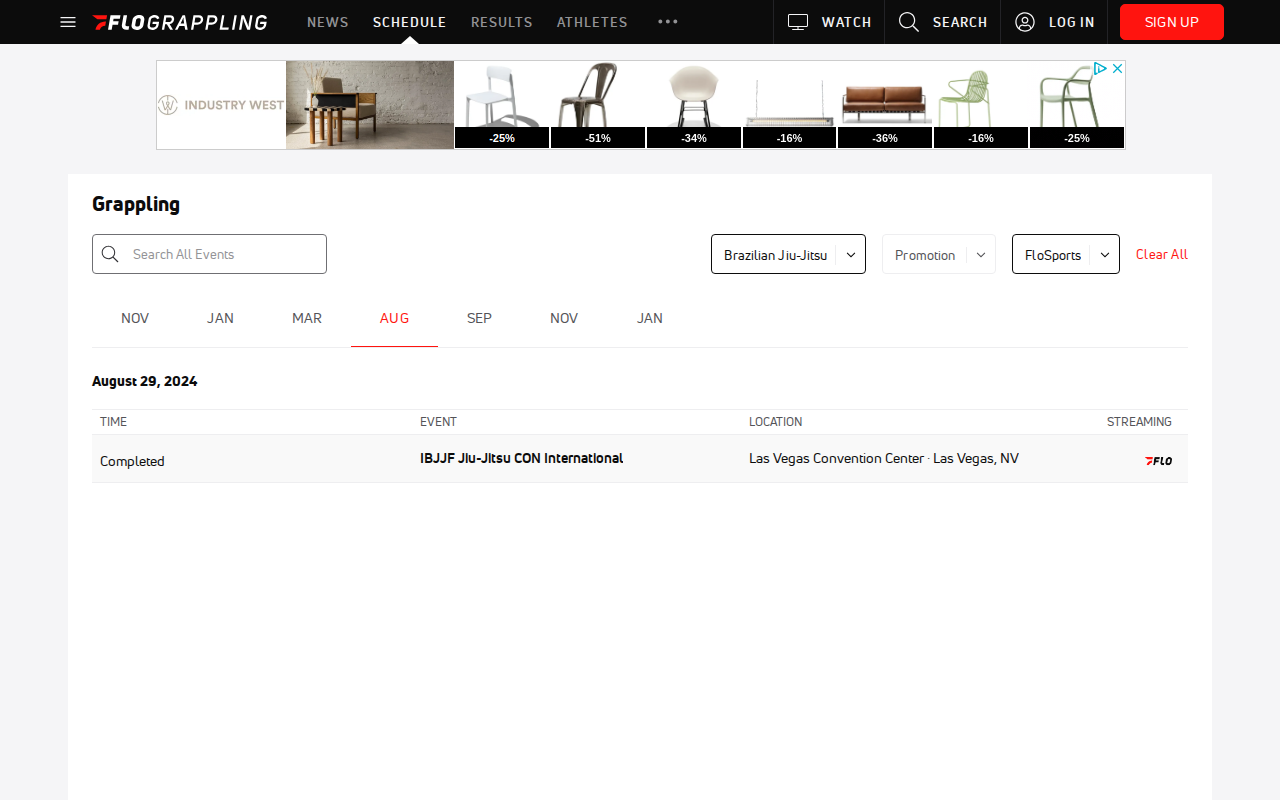 FLOGRAPPLING NEWS SCHEDULE RESULTS ATHLETES WATCH SEARCH LOG IN SIGN UP
INDUSTRY WEST -25% -51% -34% -16% -36% -16% -25%
Grappling
Search All Events Brazilian Jiu-Jitsu Promotion FloSports Clear All
NOV JAN MAR AUG SEP NOV JAN
August 29, 2024
TIME EVENT LOCATION STREAMING
Completed IBJJF Jiu-Jitsu CON International Las Vegas Convention Center · Las Vegas, NV FLO